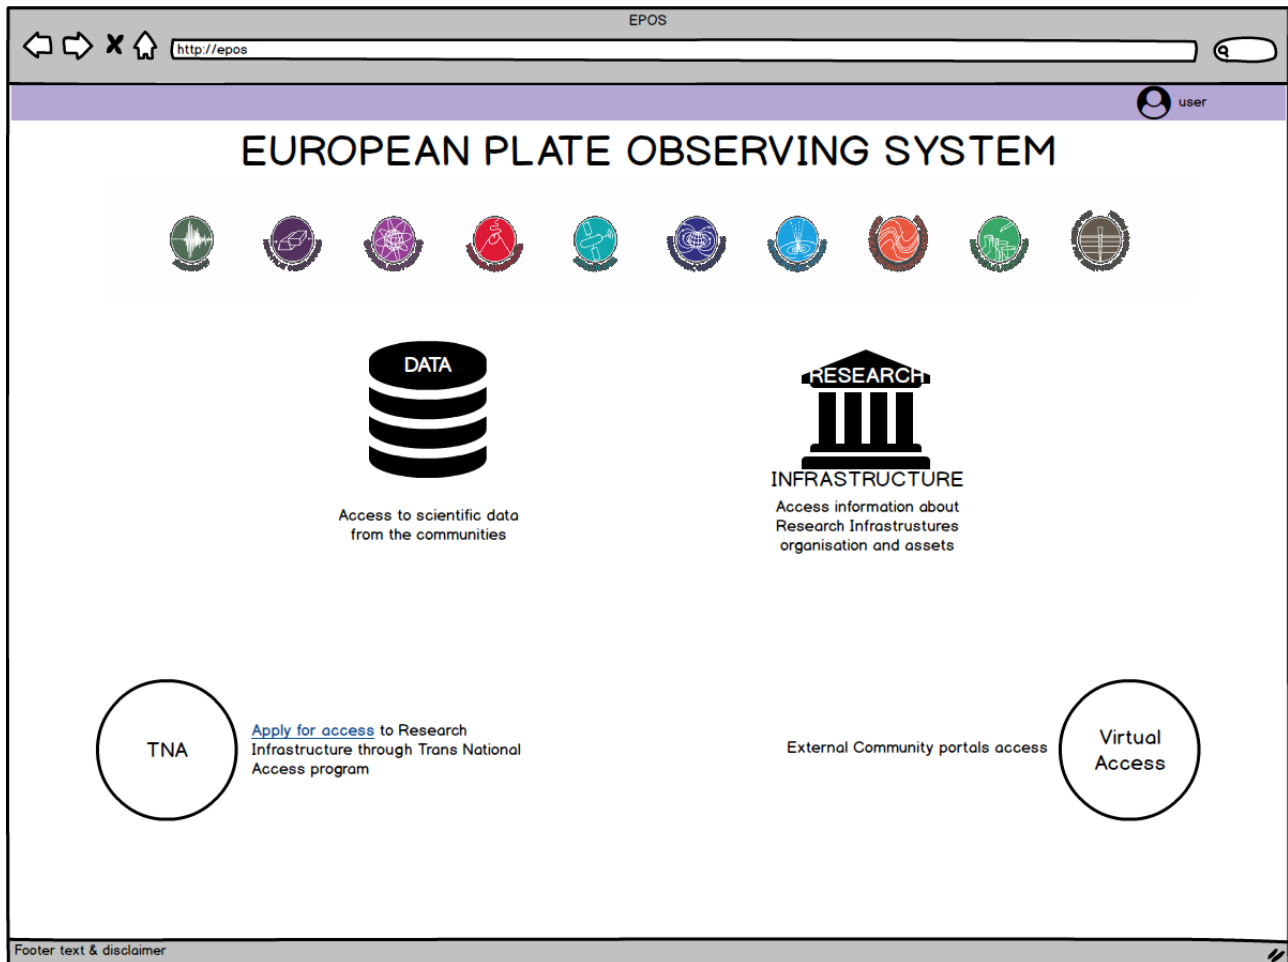 EPOS
http://epos
user
EUROPEAN PLATE OBSERVING SYSTEM
DATA
Access to scientific data
from the communities
RESEARCH
INFRASTRUCTURE
Access information about
Research Infrastrustures
organisation and assets
TNA
Apply for access to Research
Infrastructure through Trans National
Access program
External Community portals access
Virtual
Access
Footer text & disclaimer